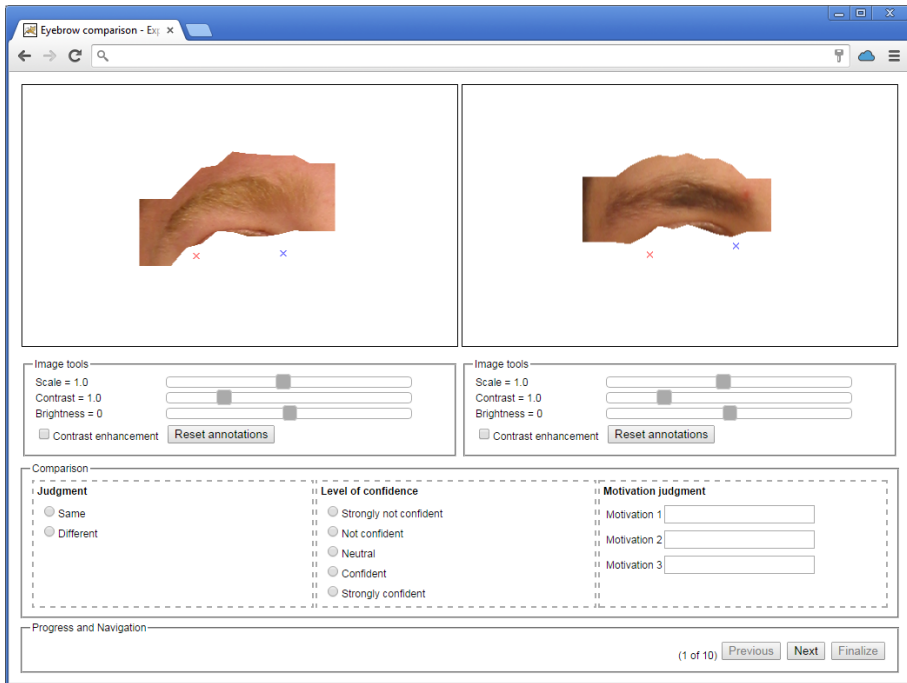 Eyebrow comparison - Exp
Image tools
Scale = 1.0
Contrast = 1.0
Brightness = 0
Contrast enhancement Reset annotations
Image tools
Scale = 1.0
Contrast = 1.0
Brightness = 0
Contrast enhancement Reset annotations
Comparison
Judgment
Same
Different
Level of confidence
Strongly not confident
Not confident
Neutral
Confident
Strongly confident
Motivation judgment
Motivation 1
Motivation 2
Motivation 3
Progress and Navigation
(1 of 10) Previous Next Finalize